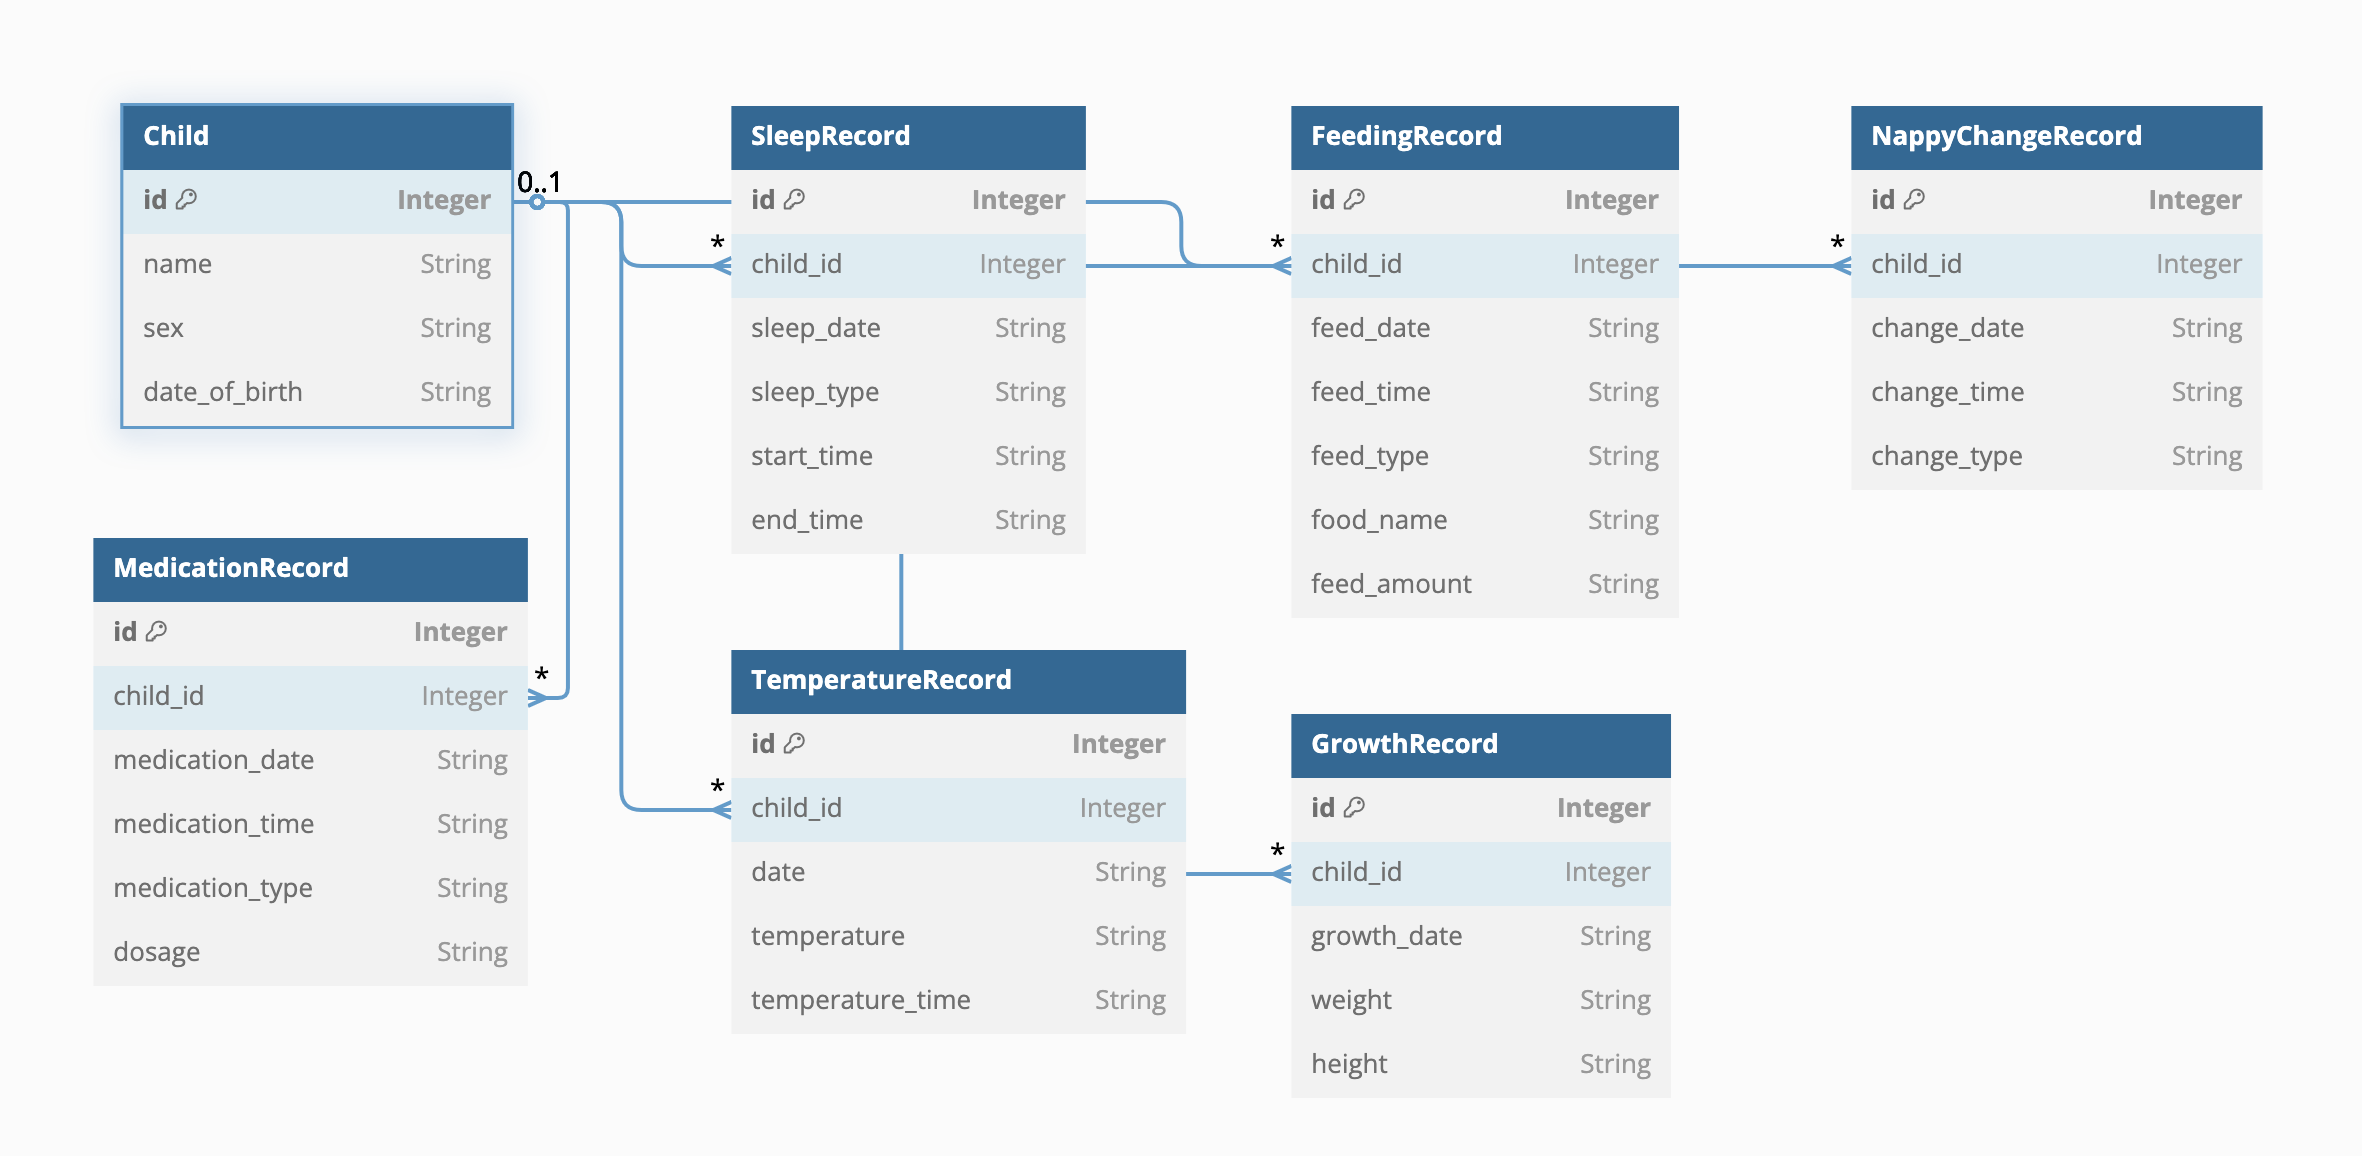 Child
id Integer
name String
sex String
date_of_birth String
0..1
*
SleepRecord
id Integer
child_id Integer
sleep_date String
sleep_type String
start_time String
end_time String
*
FeedingRecord
id Integer
child_id Integer
feed_date String
feed_time String
feed_type String
food_name String
feed_amount String
*
NappyChangeRecord
id Integer
child_id Integer
change_date String
change_time String
change_type String
MedicationRecord
id Integer
child_id Integer
*
medication_date String
medication_time String
medication_type String
dosage String
TemperatureRecord
id Integer
*
child_id Integer
date String
temperature String
temperature_time String
GrowthRecord
id Integer
*
child_id Integer
growth_date String
weight String
height String